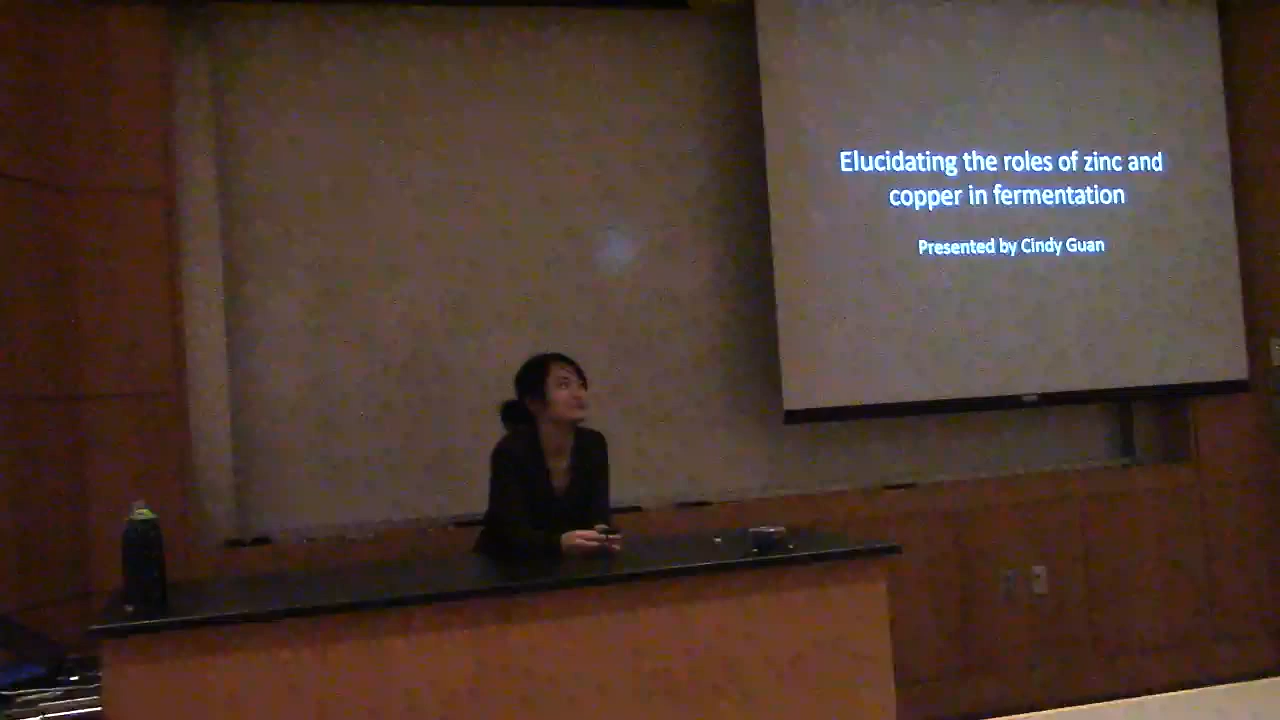 Elucidating the roles of zinc and
copper in fermentation
Presented by Cindy Guan